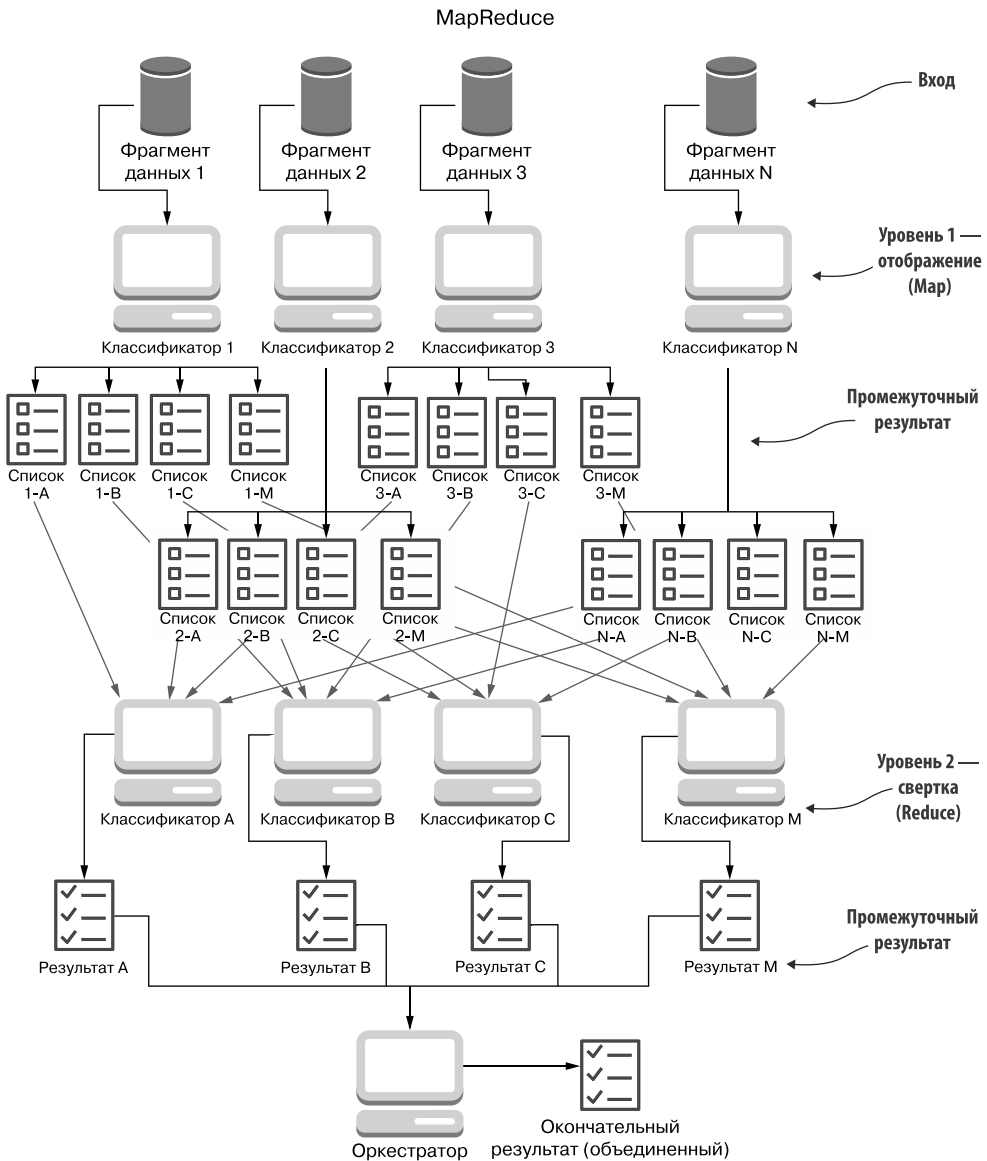 MapReduce
Вход
Фрагмент
данных 1
Фрагмент
данных 2
Фрагмент
данных 3
Фрагмент
данных N
Уровень 1 —
отображение
(Map)
Классификатор 1
Классификатор 2
Классификатор 3
Классификатор N
Промежуточный
результат
Список
1-A
Список
1-B
Список
1-C
Список
1-M
Список
3-A
Список
3-B
Список
3-C
Список
3-M
Список
2-A
Список
2-B
Список
2-C
Список
2-M
Список
N-A
Список
N-B
Список
N-C
Список
N-M
Уровень 2 —
свертка
(Reduce)
Классификатор A
Классификатор B
Классификатор C
Классификатор M
Промежуточный
результат
Результат A
Результат B
Результат C
Результат M
Оркестратор
Окончательный
результат (объединенный)